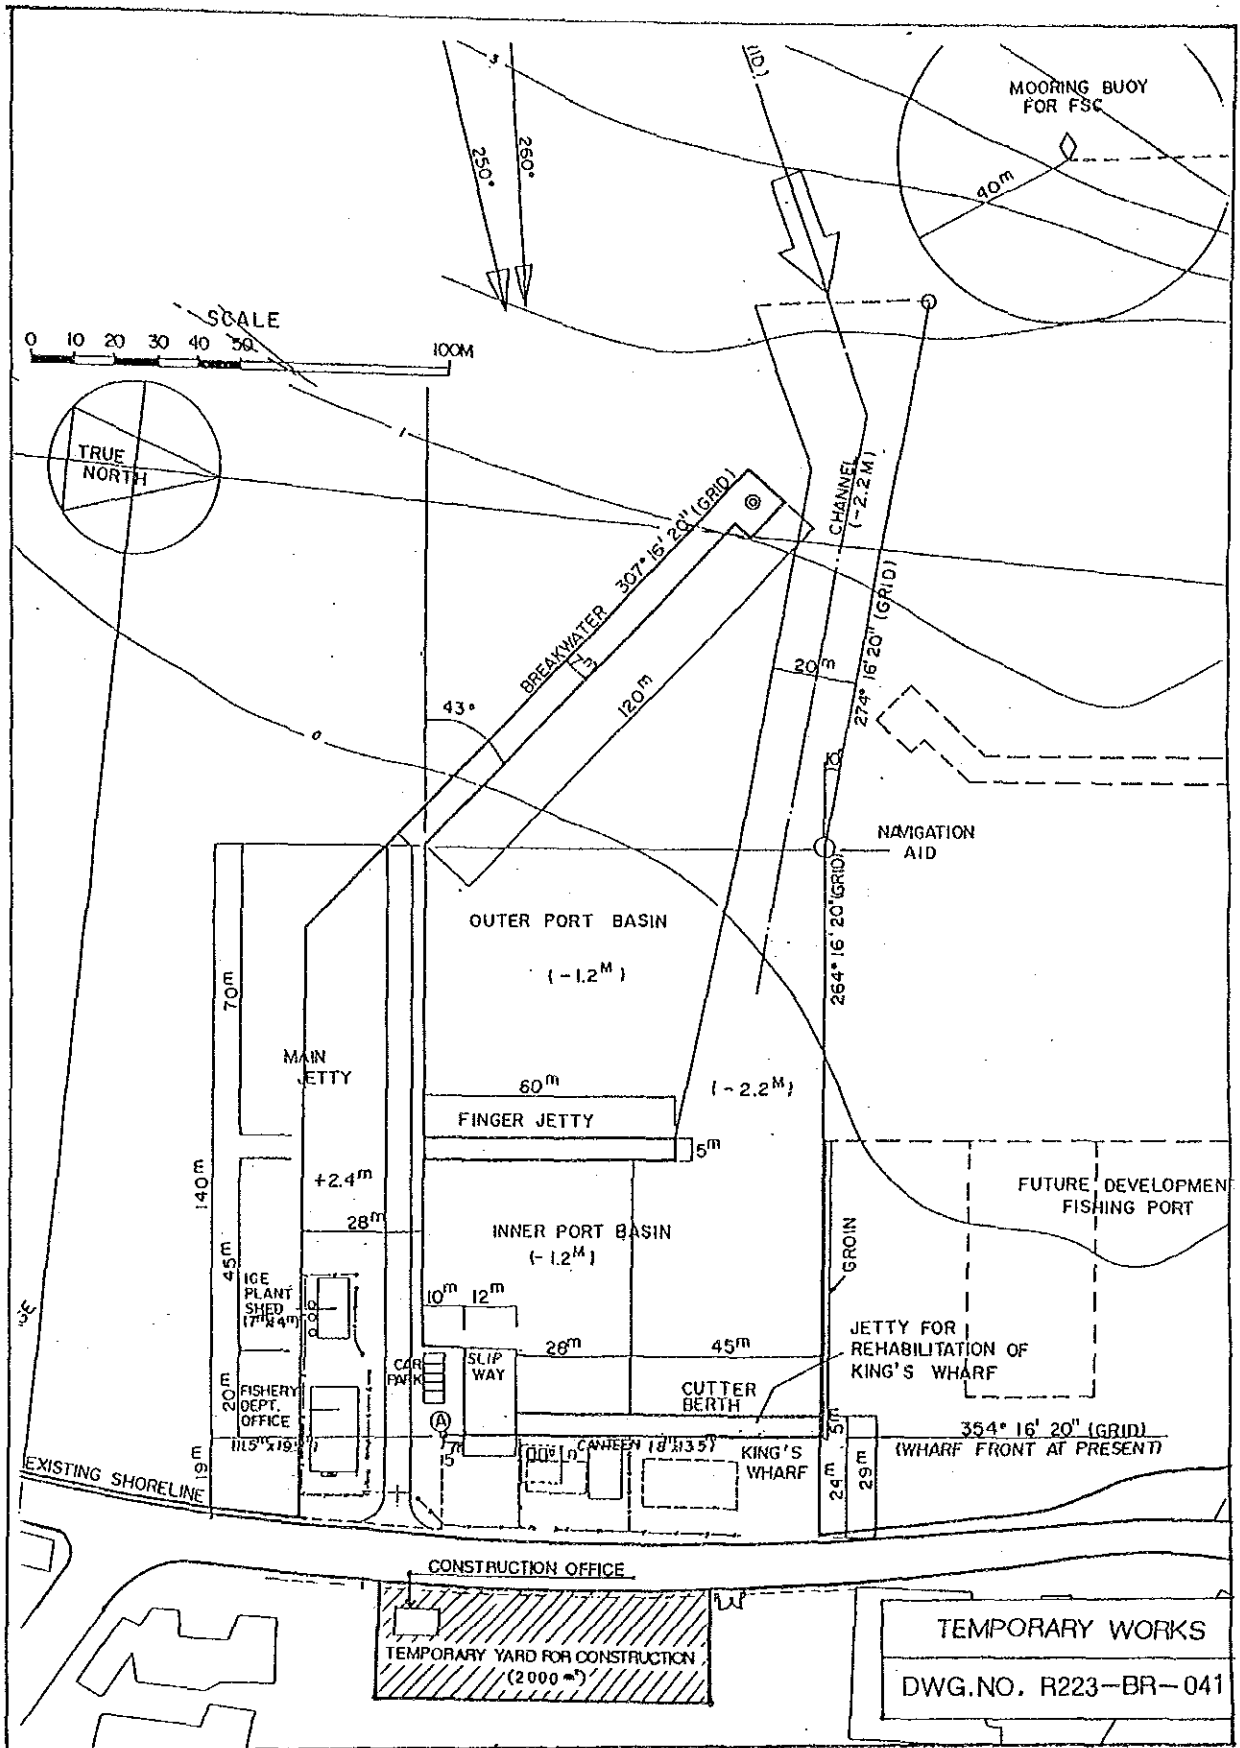 3
250°
260°
MOORING BUOY
FOR FSC
40m
SCALE
0 10 20 30 40 50 100M
TRUE
NORTH
1
BREAKWATER 307° 16' 20" (GRID)
CHANNEL
(-2.2M)
274° 16' 20" (GRID)
20m
120m
43°
0
10°
NAVIGATION
AID
264° 16' 20" (GRID)
OUTER PORT BASIN
(-1.2M)
70m
MAIN
JETTY
60m
(-2.2M)
FINGER JETTY
5m
140m
+2.4m
28m
INNER PORT BASIN
(-1.2M)
FUTURE DEVELOPMEN
FISHING PORT
GROIN
45m
ICE
PLANT
SHED
10m 12m
28m 45m
JETTY FOR
REHABILITATION OF
KING'S WHARF
CAR
PARK
SLIP
WAY
20m
FISHERY
DEPT.
OFFICE
CUTTER
BERTH
A
5m
354° 16' 20" (GRID)
(WHARF FRONT AT PRESENT)
CANTEEN
KING'S
WHARF
19m
24m
29m
EXISTING SHORELINE
CONSTRUCTION OFFICE
TEMPORARY YARD FOR CONSTRUCTION
(2000 m²)
TEMPORARY WORKS
DWG.NO. R223-BR-041